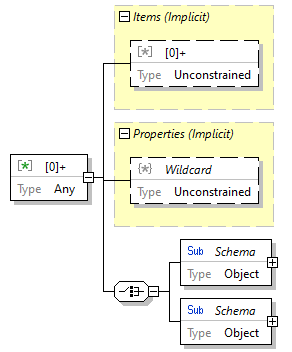 Items (Implicit)
[*] [0]+
Type Unconstrained
Properties (Implicit)
{*} Wildcard
Type Unconstrained
[*] [0]+
Type Any
Sub Schema
Type Object
Sub Schema
Type Object